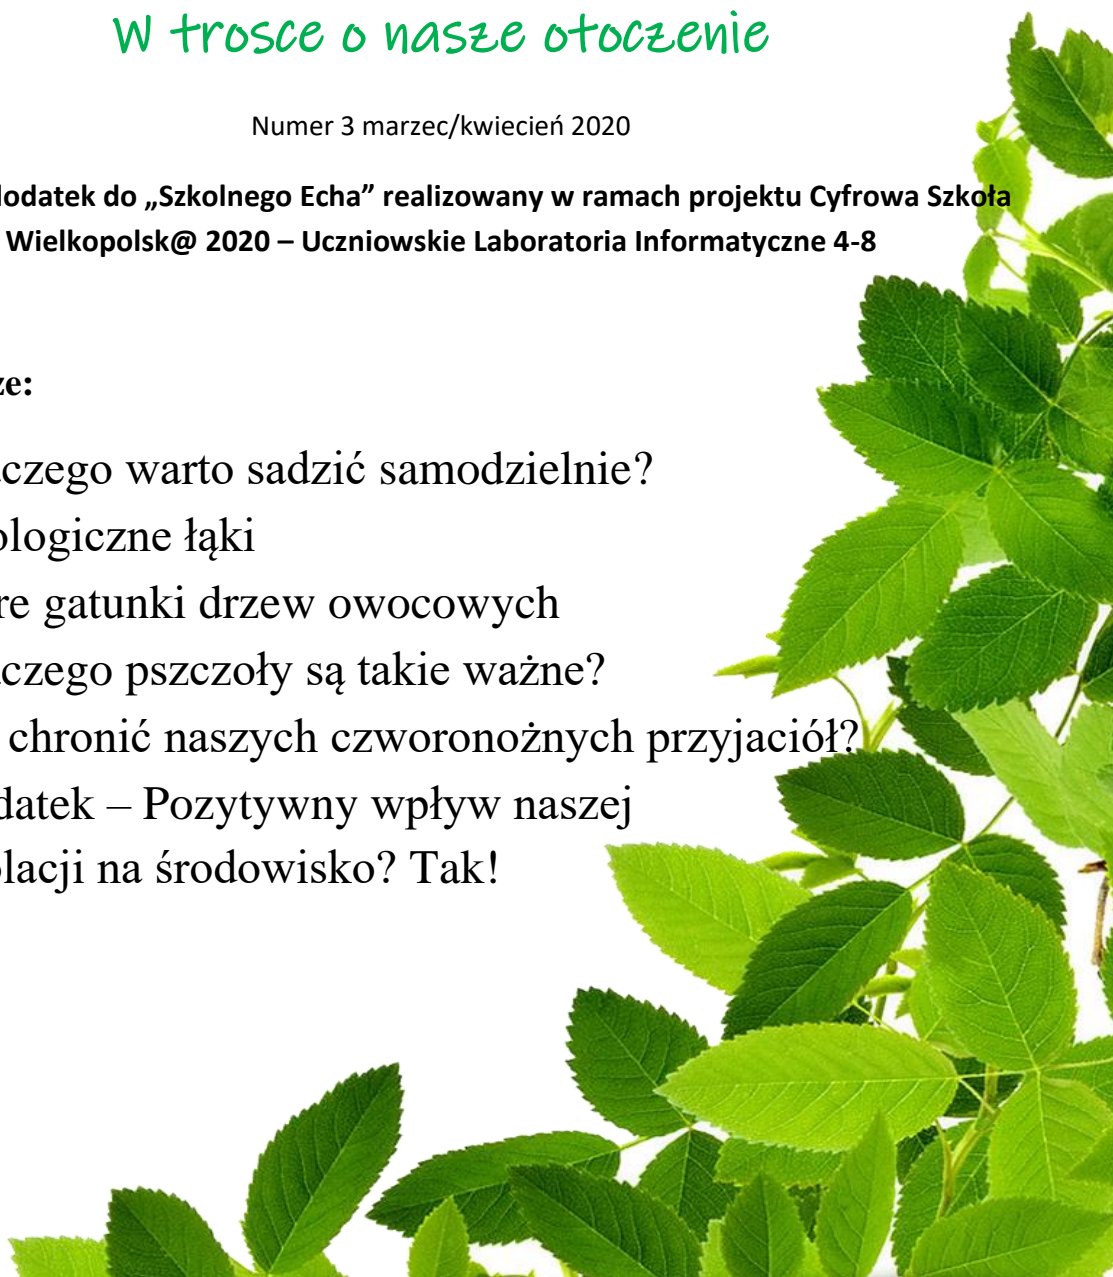 W trosce o nasze otoczenie
Numer 3 marzec/kwiecień 2020
dodatek do „Szkolnego Echa” realizowany w ramach projektu Cyfrowa Szkoła
Wielkopolsk@ 2020 – Uczniowskie Laboratoria Informatyczne 4-8
ze:
czego warto sadzić samodzielnie?
ologiczne łąki
re gatunki drzew owocowych
czego pszczoły są takie ważne?
chronić naszych czworonożnych przyjaciół?
datek – Pozytywny wpływ naszej
lacji na środowisko? Tak!